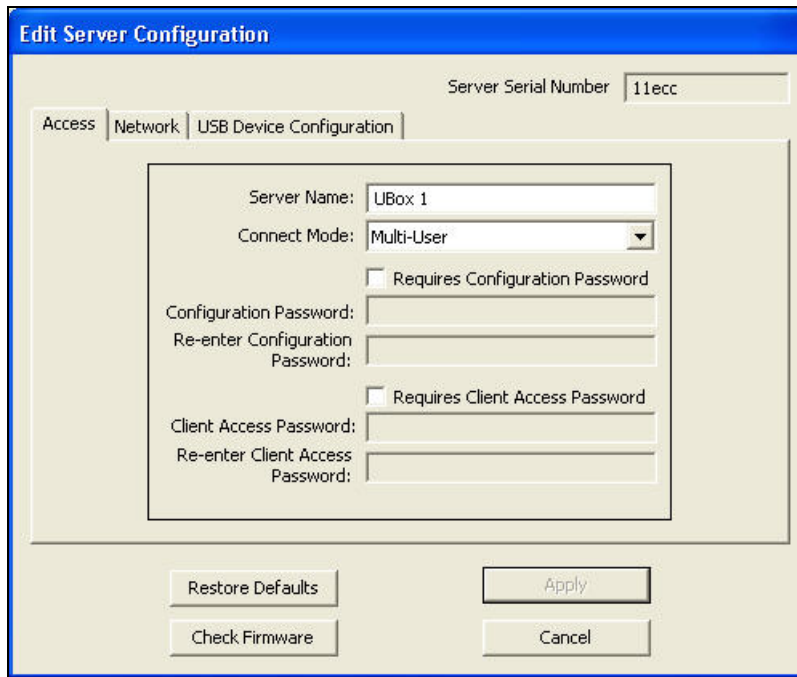 Edit Server Configuration
Server Serial Number 11ecc
Access Network USB Device Configuration
Server Name: UBox 1
Connect Mode: Multi-User
Requires Configuration Password
Configuration Password:
Re-enter Configuration
Password:
Requires Client Access Password
Client Access Password:
Re-enter Client Access
Password:
Restore Defaults Apply
Check Firmware Cancel